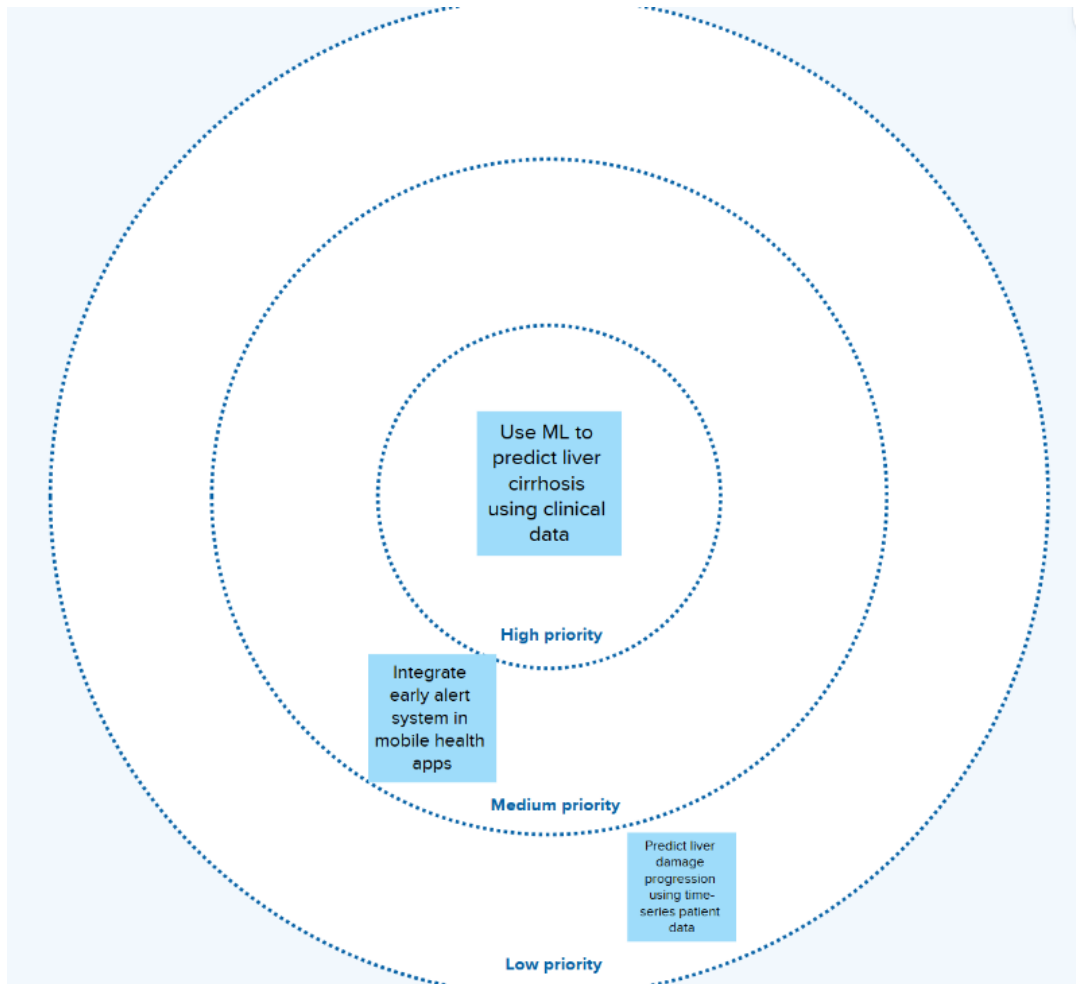 Use ML to
predict liver
cirrhosis
using clinical
data
High priority
Integrate
early alert
system in
mobile health
apps
Medium priority
Predict liver
damage
progression
using time-
series patient
data
Low priority